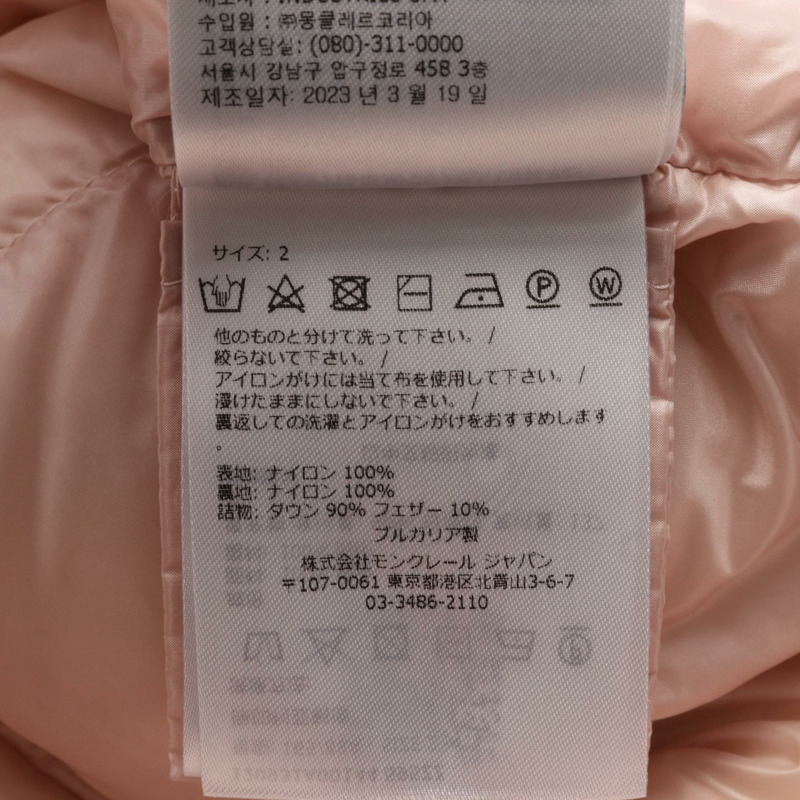 수입원 : ㈜몽클레르코리아
고객상담실: (080)-311-0000
서울시 강남구 압구정로 458 3층
제조일자: 2023 년 3 월 19 일
サイズ: 2
P W
他のものと分けて洗って下さい。 /
絞らないで下さい。 /
アイロンがけには当て布を使用して下さい。 /
浸けたままにしないで下さい。 /
裏返しての洗濯とアイロンがけをおすすめします
。
表地: ナイロン 100%
裏地: ナイロン 100%
詰物: ダウン 90% フェザー 10%
ブルガリア製
株式会社モンクレール ジャパン
〒107-0061 東京都港区北青山3-6-7
03-3486-2110